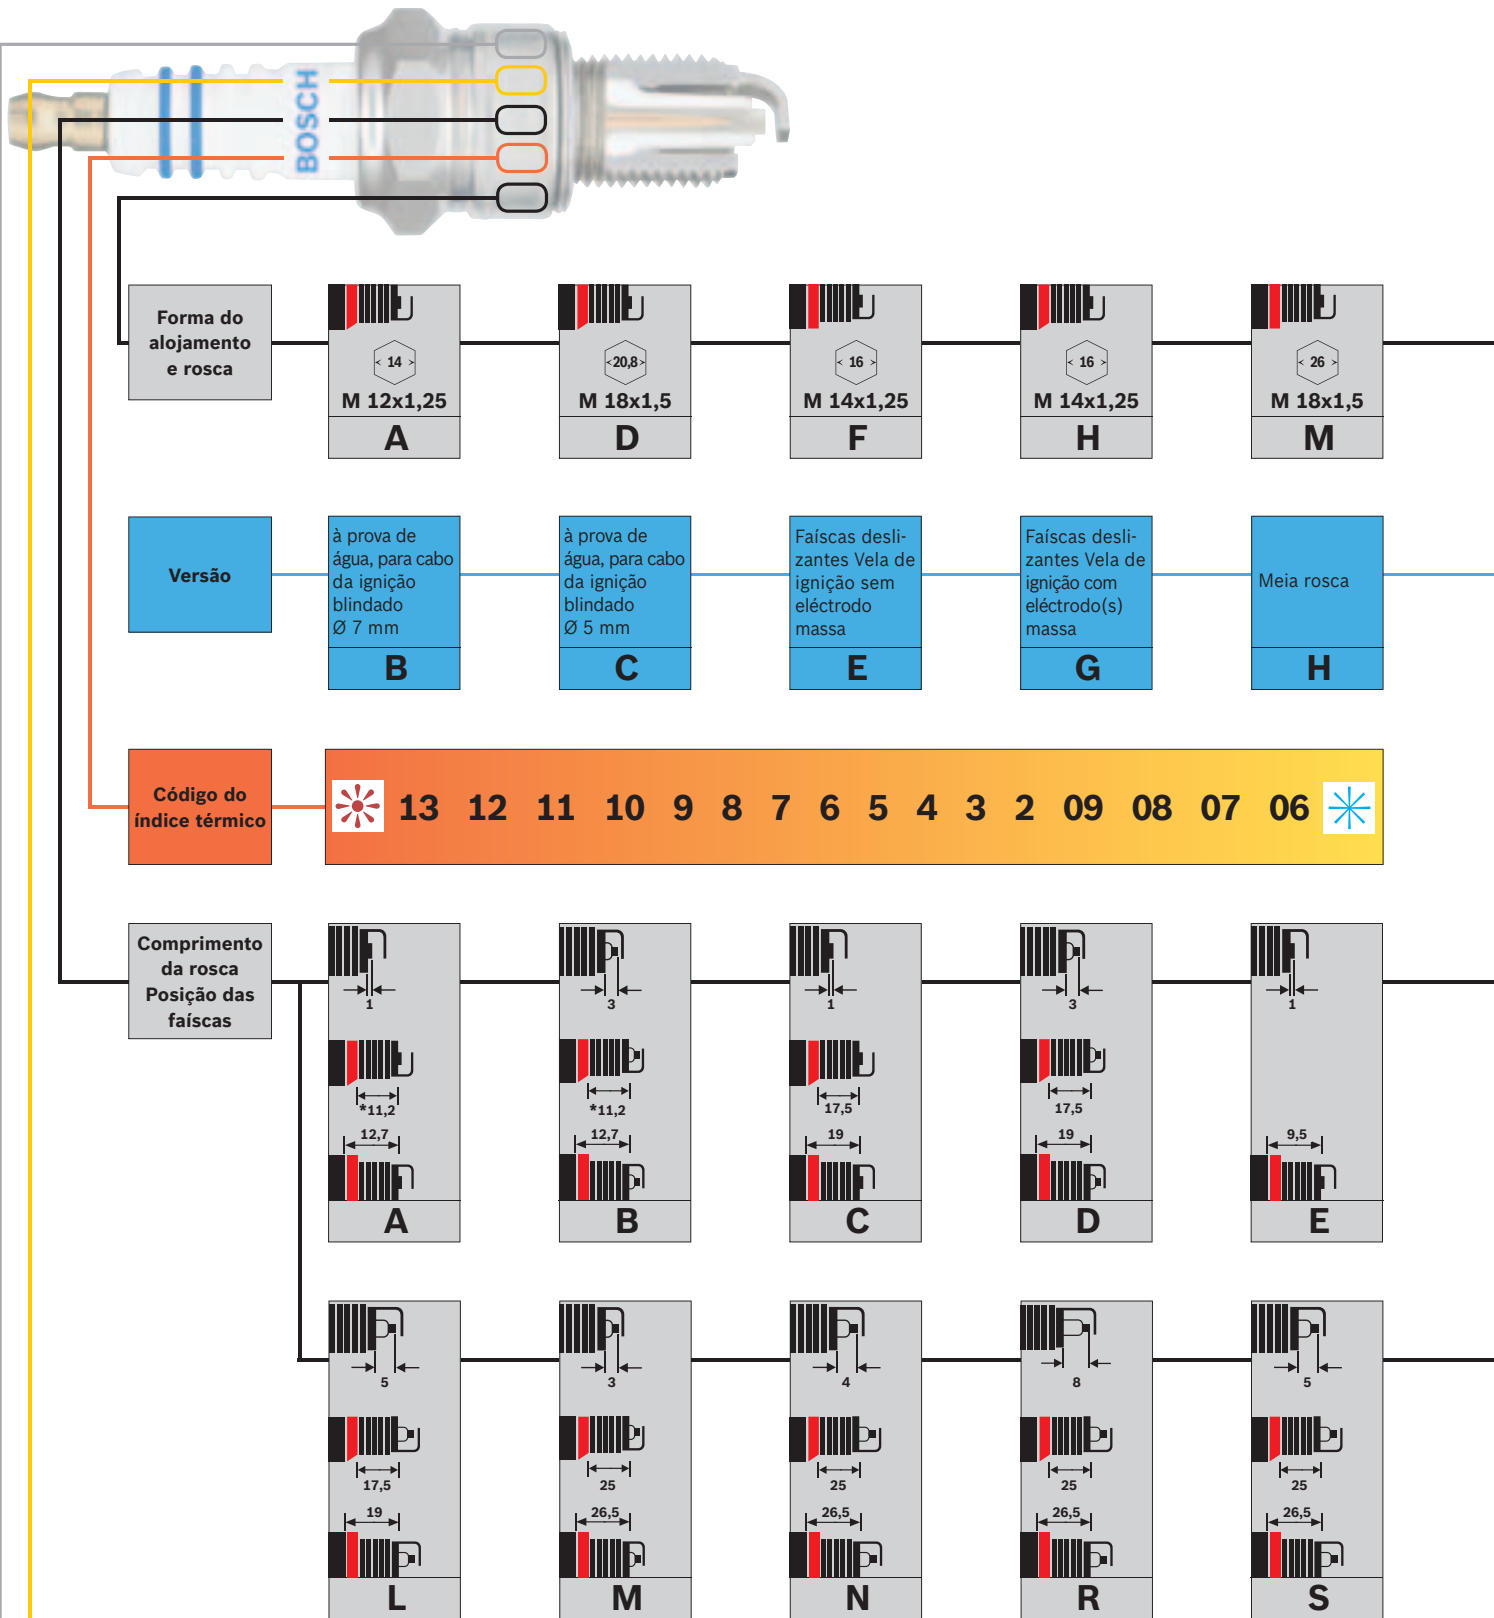 BOSCH
Forma do
alojamento
e rosca
< 14 >
M 12x1,25
A
<20,8>
M 18x1,5
D
< 16 >
M 14x1,25
F
< 16 >
M 14x1,25
H
< 26 >
M 18x1,5
M
Versão
à prova de
água, para cabo
da ignição
blindado
Ø 7 mm
B
à prova de
água, para cabo
da ignição
blindado
Ø 5 mm
C
Faíscas desli-
zantes Vela de
ignição sem
eléctrodo
massa
E
Faíscas desli-
zantes Vela de
ignição com
eléctrodo(s)
massa
G
Meia rosca
H
Código do
índice térmico
13 12 11 10 9 8 7 6 5 4 3 2 09 08 07 06
Comprimento
da rosca
Posição das
faíscas
1
*11,2
12,7
A
3
*11,2
12,7
B
1
17,5
19
C
3
17,5
19
D
1
9,5
E
5
17,5
19
L
3
25
26,5
M
4
25
26,5
N
8
25
26,5
R
5
25
26,5
S